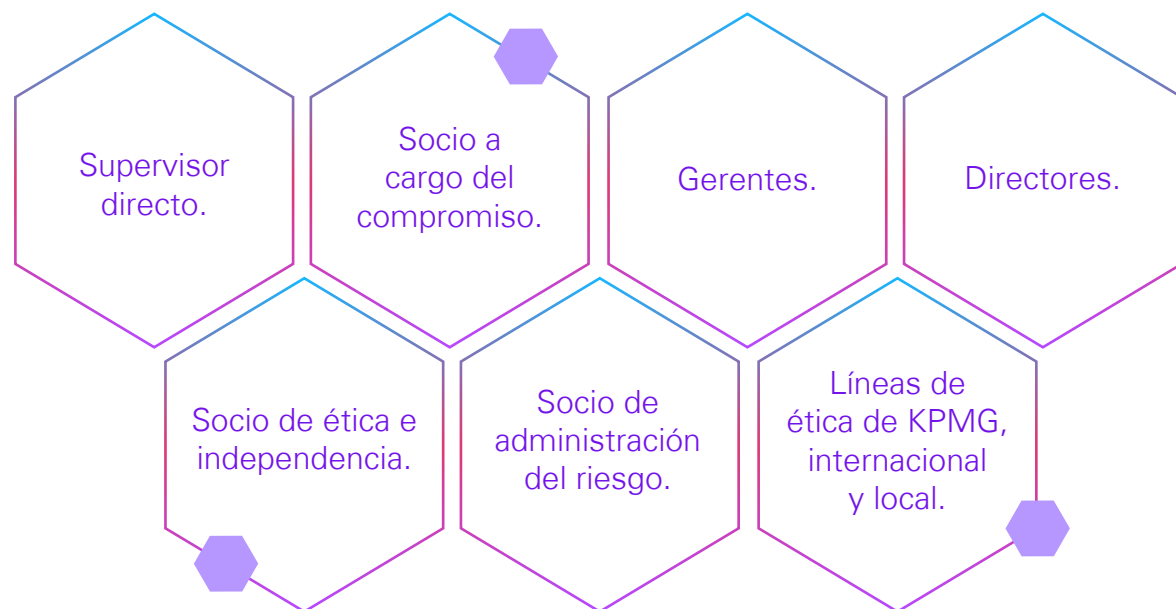 Supervisor
directo.
Socio a
cargo del
compromiso.
Gerentes.
Directores.
Socio de ética e
independencia.
Socio de
administración
del riesgo.
Líneas de
ética de KPMG,
internacional
y local.